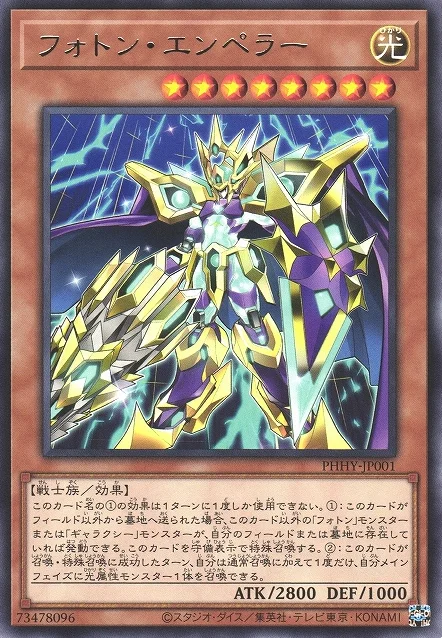 フォトン・エンペラー
光
PHHY-JP001
【戦士族/効果】
このカード名の①の効果は1ターンに1度しか使用できない。①：このカードが
フィールド以外から墓地へ送られた場合、このカード以外の「フォトン」モンスター
または「ギャラクシー」モンスターが、自分のフィールドまたは墓地に存在して
いれば発動できる。このカードを守備表示で特殊召喚する。②：このカードが
召喚・特殊召喚に成功したターン、自分は通常召喚に加えて1度だけ、自分メイン
フェイズに光属性モンスター1体を召喚できる。
ATK/2800 DEF/1000
73478096 ©スタジオ・ダイス/集英社・テレビ東京・KONAMI